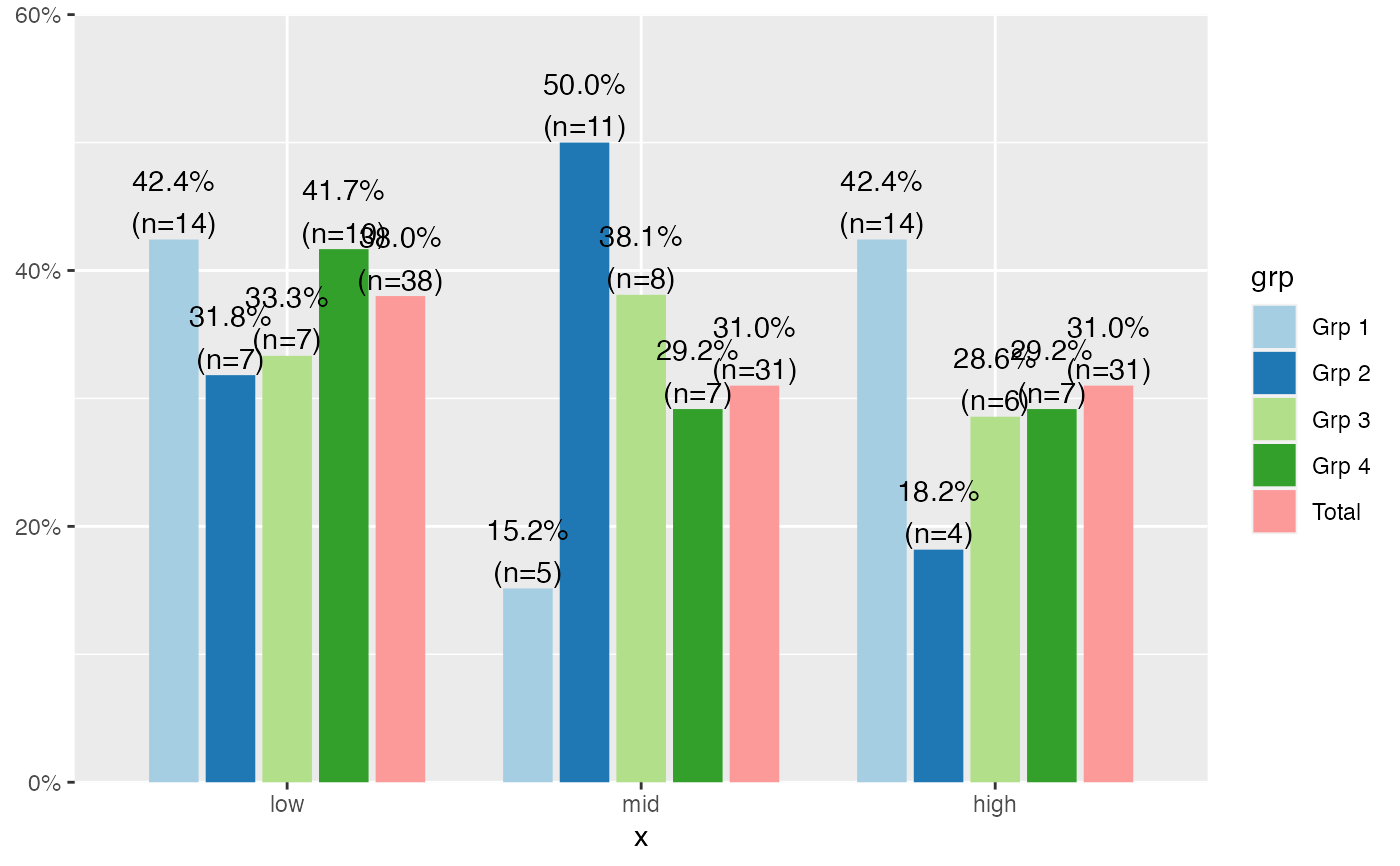 60%
40%
20%
0%
42.4%
(n=14)
31.8%
(n=7)
33.3%
(n=7)
41.7%
(n=10)
38.0%
(n=38)
15.2%
(n=5)
50.0%
(n=11)
38.1%
(n=8)
29.2%
(n=7)
31.0%
(n=31)
42.4%
(n=14)
18.2%
(n=4)
28.6%
(n=6)
29.2%
(n=7)
31.0%
(n=31)
low
mid
high
x
grp
Grp 1
Grp 2
Grp 3
Grp 4
Total